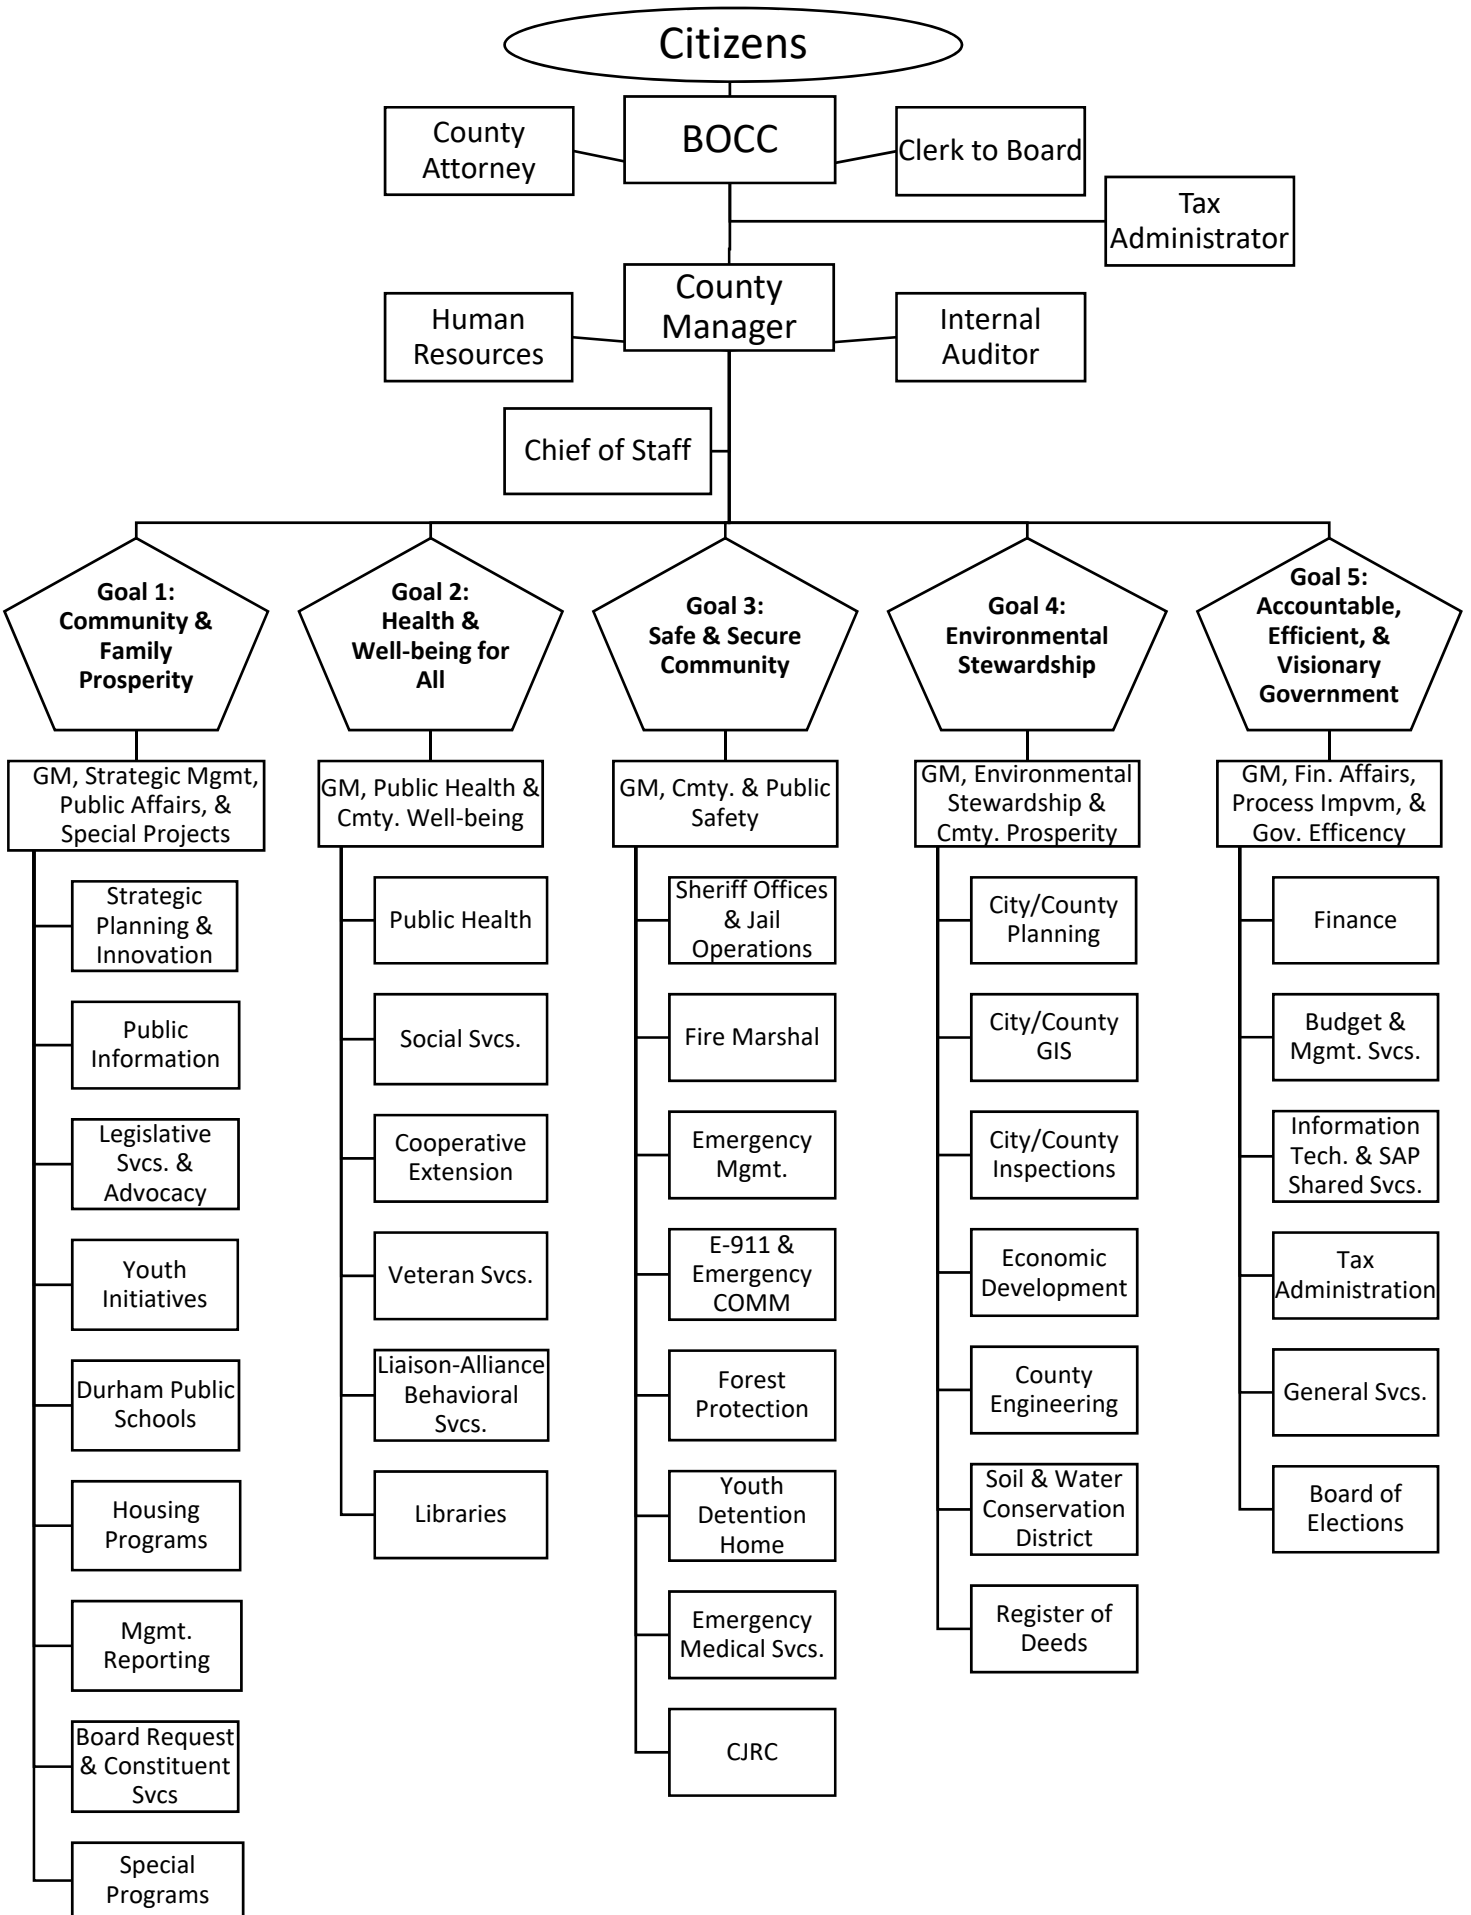 Citizens
County
Attorney
BOCC
Clerk to Board
Tax
Administrator
County
Manager
Human
Resources
Internal
Auditor
Chief of Staff
Goal 1:
Community &
Family
Prosperity
Goal 2:
Health &
Well-being for
All
Goal 3:
Safe & Secure
Community
Goal 4:
Environmental
Stewardship
Goal 5:
Accountable,
Efficient, &
Visionary
Government
GM, Strategic Mgmt,
Public Affairs, &
Special Projects
Strategic
Planning &
Innovation
Public
Information
Legislative
Svcs. &
Advocacy
Youth
Initiatives
Durham Public
Schools
Housing
Programs
Mgmt.
Reporting
Board Request
& Constituent
Svcs
Special
Programs
GM, Public Health &
Cmty. Well-being
Public Health
Social Svcs.
Cooperative
Extension
Veteran Svcs.
Liaison-Alliance
Behavioral
Svcs.
Libraries
GM, Cmty. & Public
Safety
Sheriff Offices
& Jail
Operations
Fire Marshal
Emergency
Mgmt.
E-911 &
Emergency
COMM
Forest
Protection
Youth
Detention
Home
Emergency
Medical Svcs.
CJRC
GM, Environmental
Stewardship &
Cmty. Prosperity
City/County
Planning
City/County
GIS
City/County
Inspections
Economic
Development
County
Engineering
Soil & Water
Conservation
District
Register of
Deeds
GM, Fin. Affairs,
Process Impvm, &
Gov. Efficency
Finance
Budget &
Mgmt. Svcs.
Information
Tech. & SAP
Shared Svcs.
Tax
Administration
General Svcs.
Board of
Elections